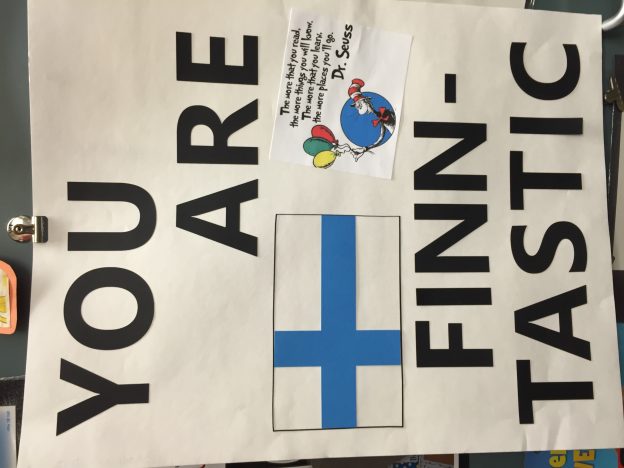 YOU
ARE
The more that you read,
the more things you will know.
The more that you learn,
the more places you'll go.
Dr. Seuss
FINN-
TASTIC